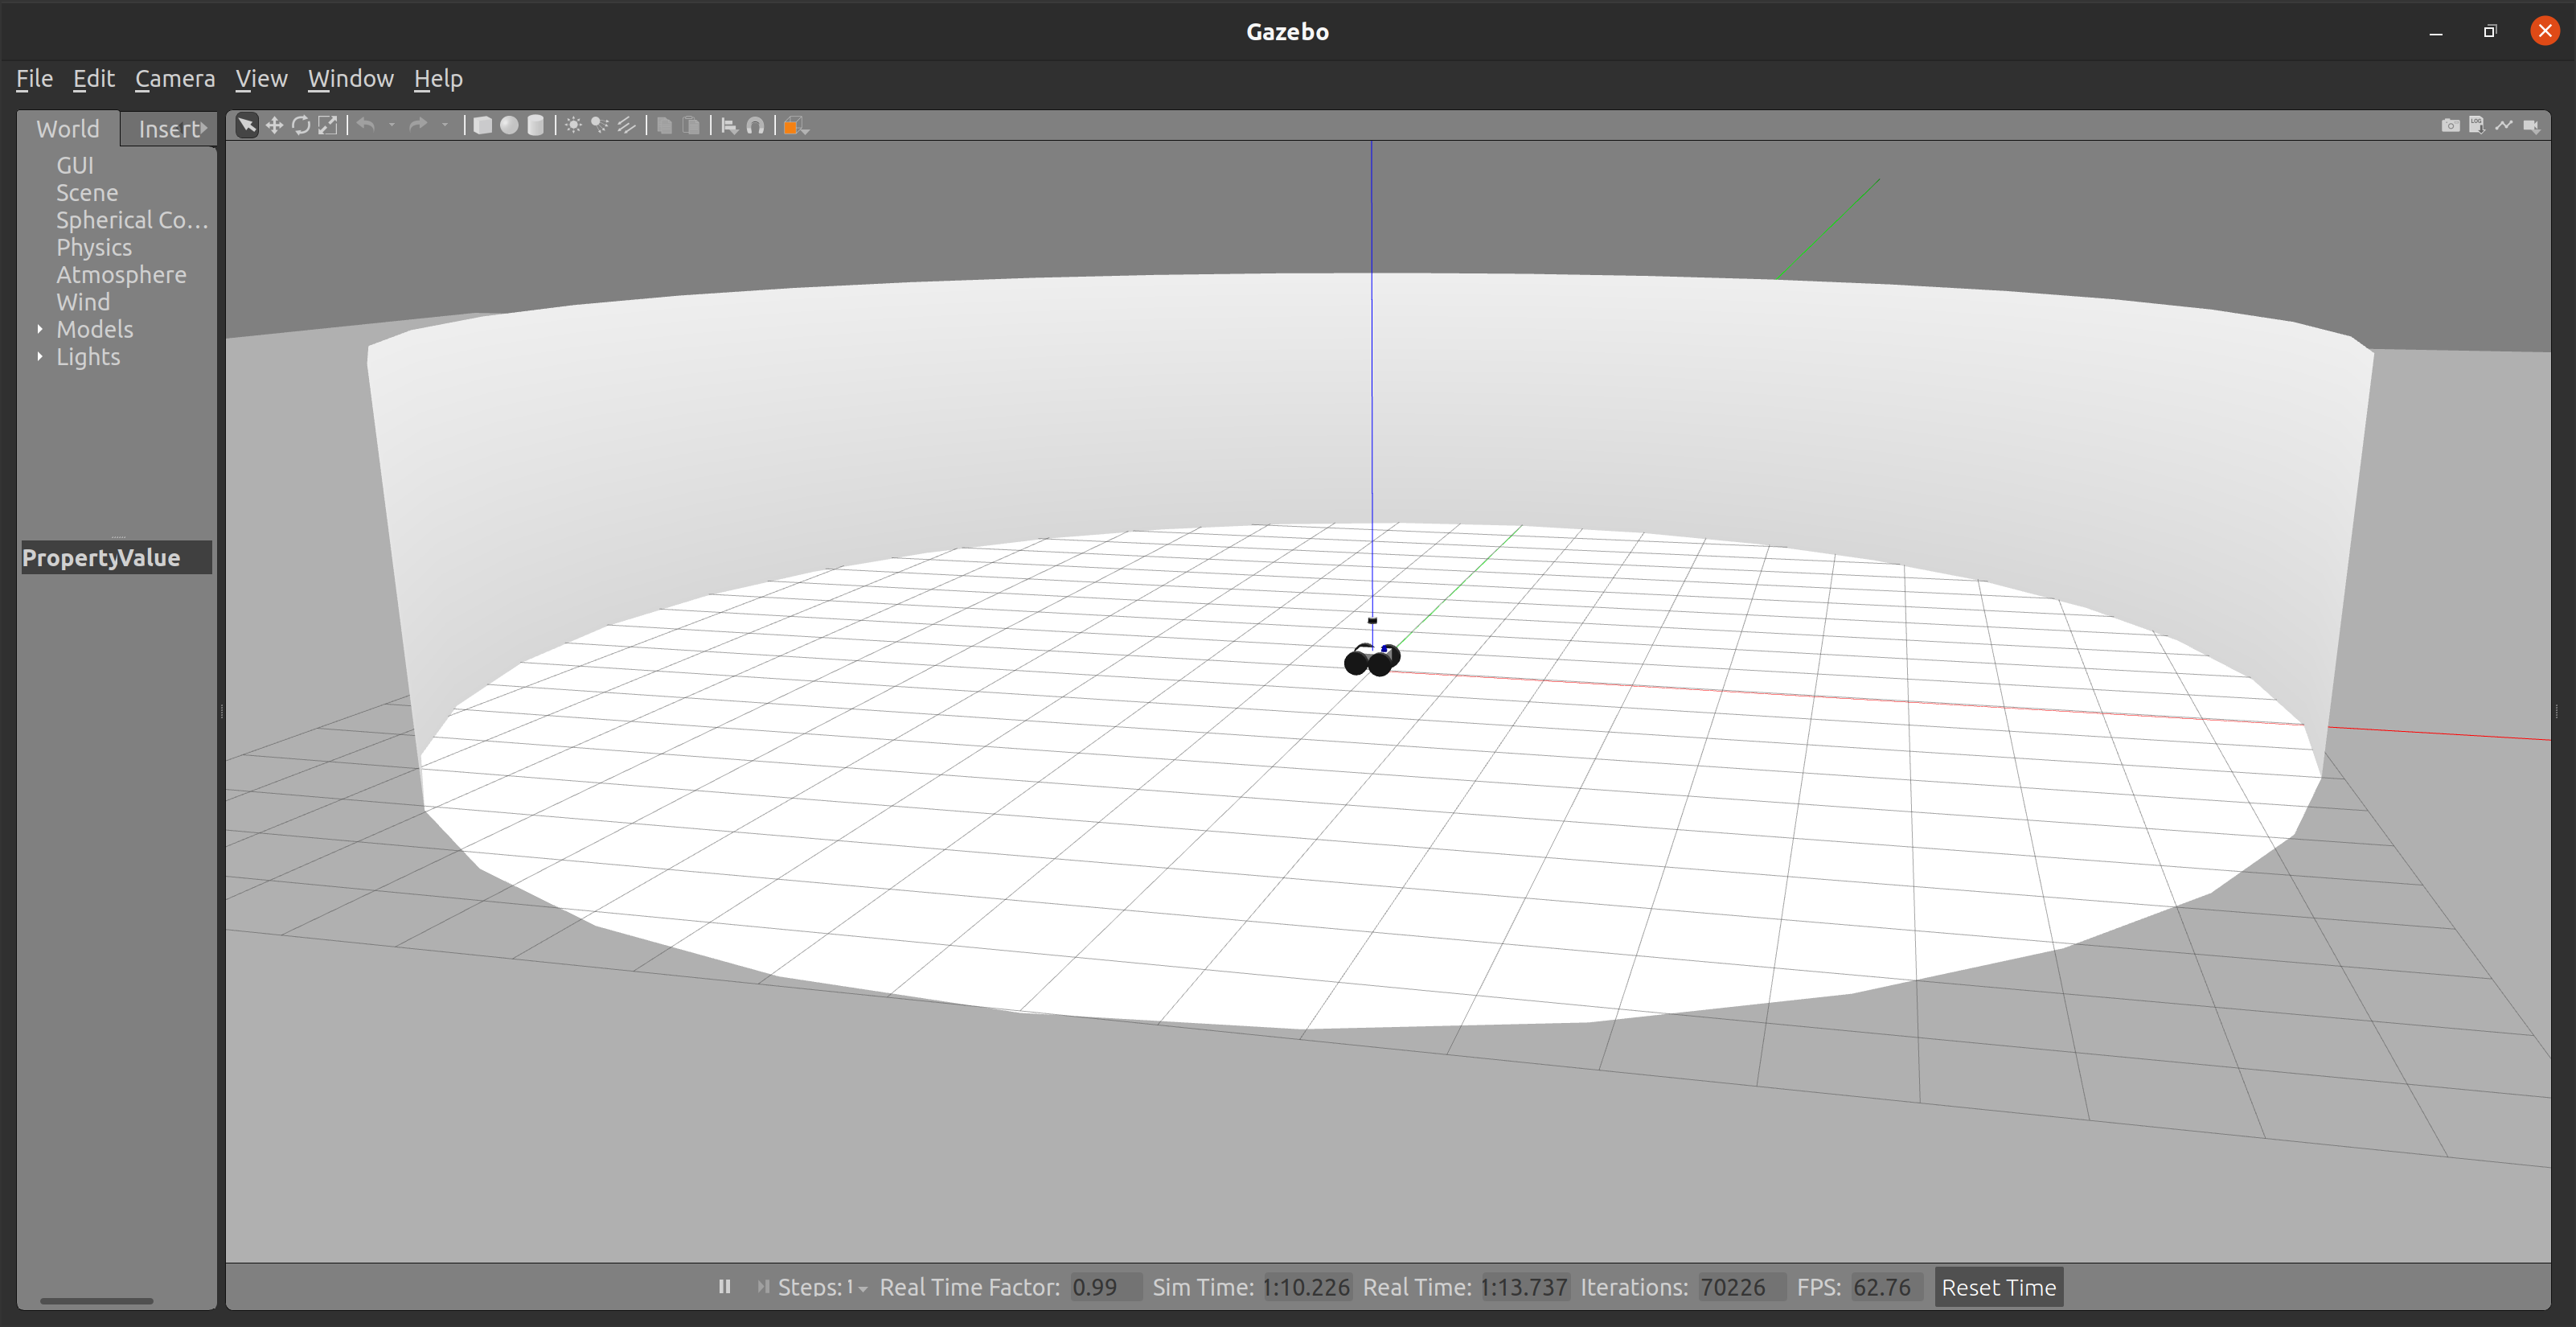 Gazebo
File Edit Camera View Window Help
World Insert
GUI
Scene
Spherical Co...
Physics
Atmosphere
Wind
Models
Lights
Property Value
LOG
Steps: 1 Real Time Factor: 0.99 Sim Time: 1:10.226 Real Time: 1:13.737 Iterations: 70226 FPS: 62.76 Reset Time